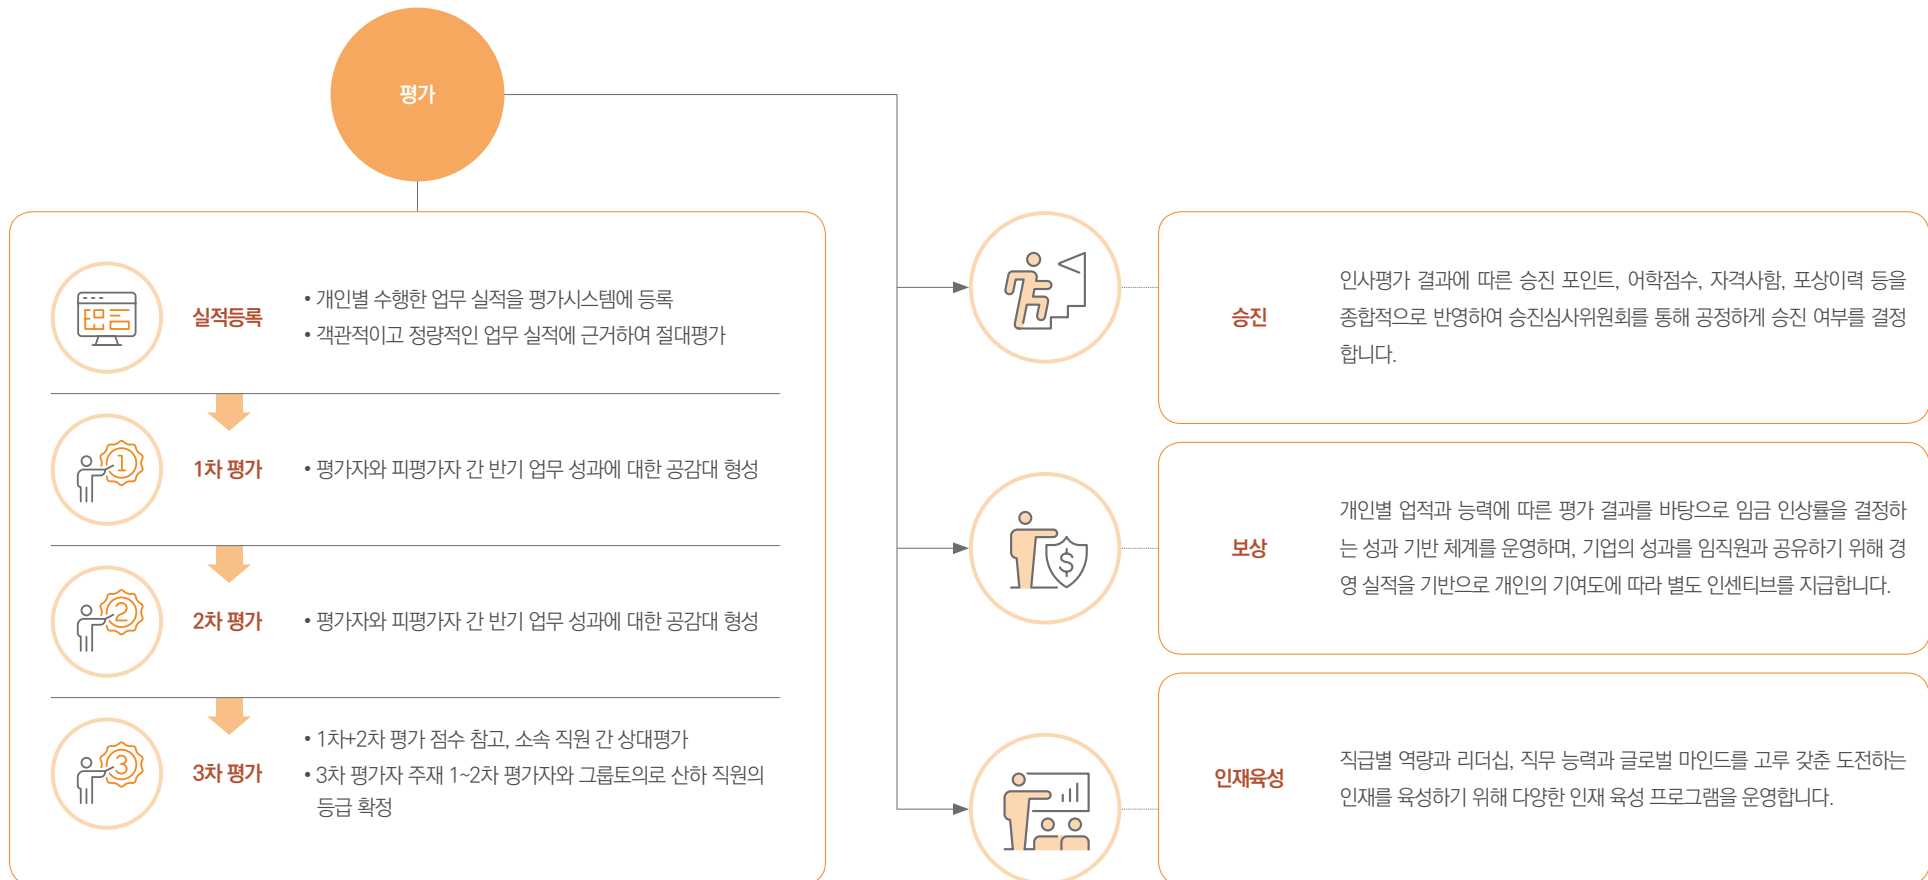 평가
실적등록
• 개인별 수행한 업무 실적을 평가시스템에 등록
• 객관적이고 정량적인 업무 실적에 근거하여 절대평가
1
1차 평가
• 평가자와 피평가자 간 반기 업무 성과에 대한 공감대 형성
2
2차 평가
• 평가자와 피평가자 간 반기 업무 성과에 대한 공감대 형성
3
3차 평가
• 1차+2차 평가 점수 참고, 소속 직원 간 상대평가
• 3차 평가자 주재 1~2차 평가자와 그룹토의로 산하 직원의
등급 확정
승진
인사평가 결과에 따른 승진 포인트, 어학점수, 자격사함, 포상이력 등을
종합적으로 반영하여 승진심사위원회를 통해 공정하게 승진 여부를 결정
합니다.
$
보상
개인별 업적과 능력에 따른 평가 결과를 바탕으로 임금 인상률을 결정하
는 성과 기반 체계를 운영하며, 기업의 성과를 임직원과 공유하기 위해 경
영 실적을 기반으로 개인의 기여도에 따라 별도 인센티브를 지급합니다.
인재육성
직급별 역량과 리더십, 직무 능력과 글로벌 마인드를 고루 갖춘 도전하는
인재를 육성하기 위해 다양한 인재 육성 프로그램을 운영합니다.